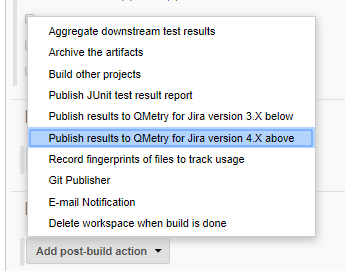 Aggregate downstream test results
Archive the artifacts
Build other projects
Publish JUnit test result report
Publish results to QMetry for Jira version 3.X below
Publish results to QMetry for Jira version 4.X above
Record fingerprints of files to track usage
Git Publisher
E-mail Notification
Delete workspace when build is done
Add post-build action